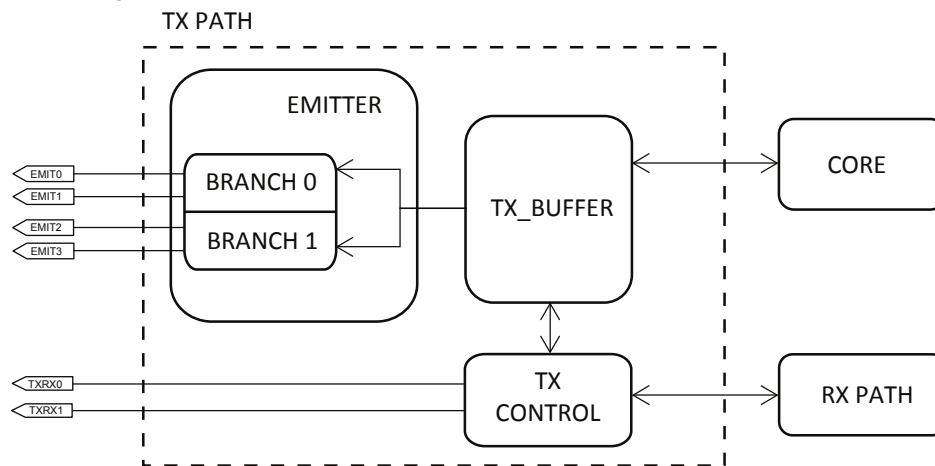 TX PATH
EMITTER
BRANCH 0
BRANCH 1
TX_BUFFER
CORE
EMIT0
EMIT1
EMIT2
EMIT3
TXRX0
TXRX1
TX
CONTROL
RX PATH